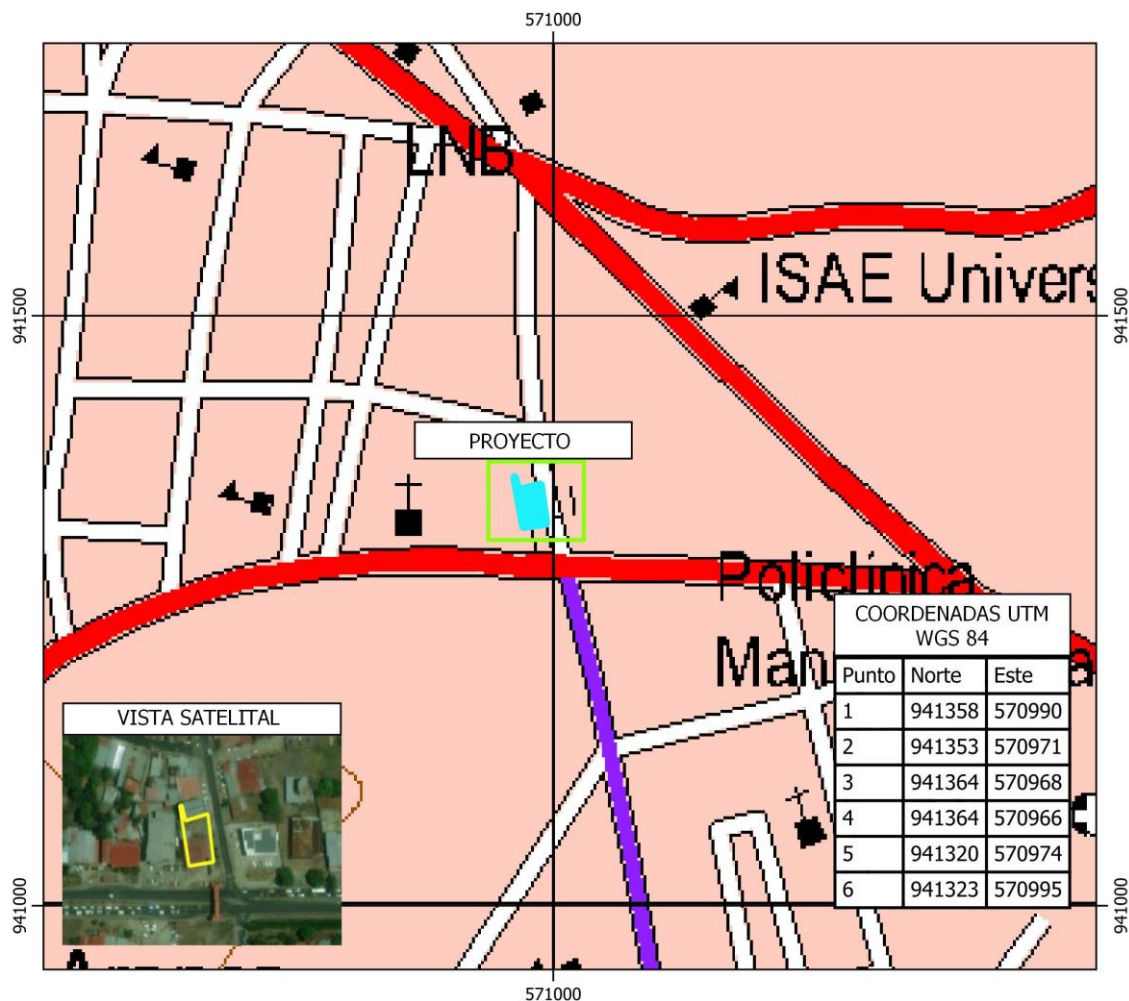 571000
LNB
ISAE Univers
941500
941500
PROYECTO
Policlínica
COORDENADAS UTM
WGS 84
Man
a
Punto Norte Este
1 941358 570990
2 941353 570971
3 941364 570968
4 941364 570966
5 941320 570974
6 941323 570995
VISTA SATELITAL
941000
941000
571000